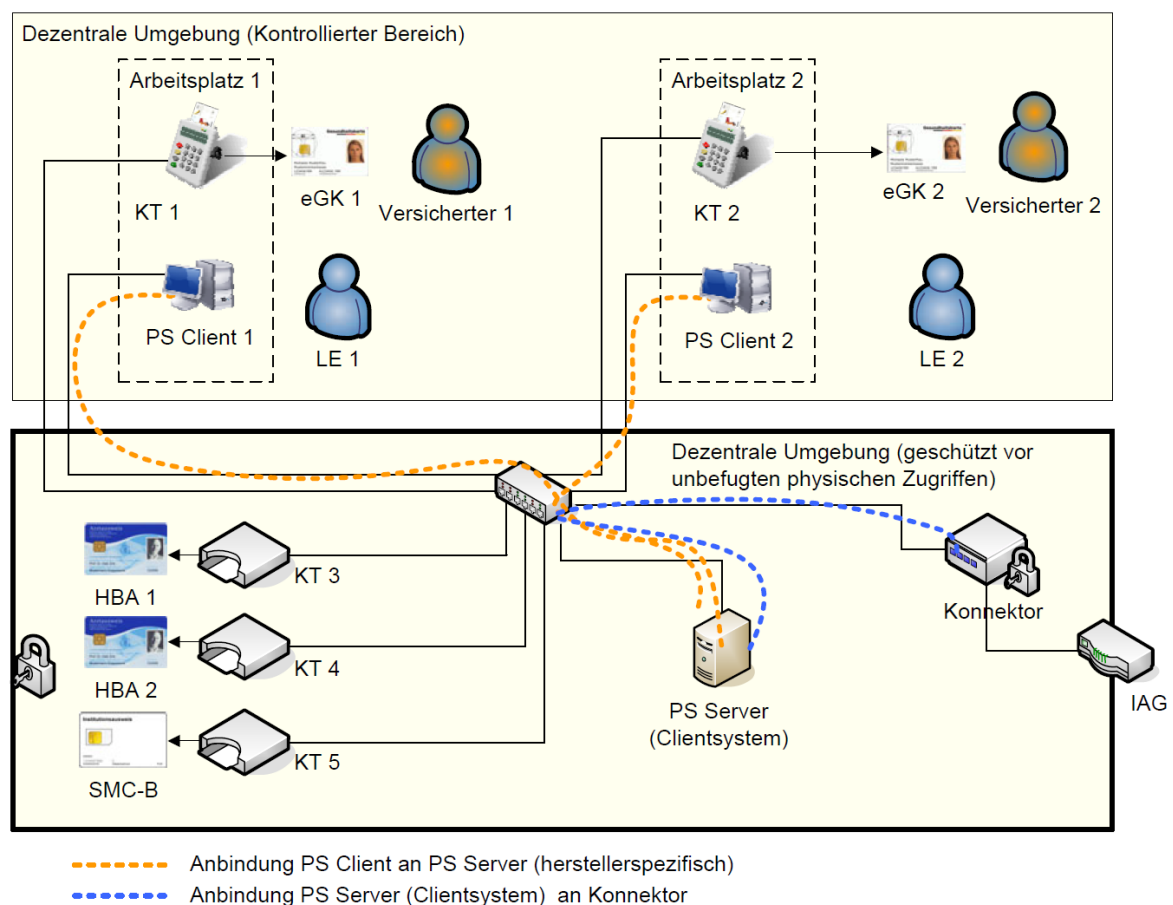 Dezentrale Umgebung (Kontrollierter Bereich)
Arbeitsplatz 1
Arbeitsplatz 2
Gesundheitskarte
Gesundheitskarte
eGK 1
eGK 2
Versicherter 1
Versicherter 2
KT 1
KT 2
PS Client 1
PS Client 2
LE 1
LE 2
Dezentrale Umgebung (geschützt vor
unbefugten physischen Zugriffen)
KT 3
HBA 1
Konnektor
KT 4
HBA 2
IAG
PS Server
(Clientsystem)
Institutionsausweis
KT 5
SMC-B
Anbindung PS Client an PS Server (herstellerspezifisch)
Anbindung PS Server (Clientsystem) an Konnektor